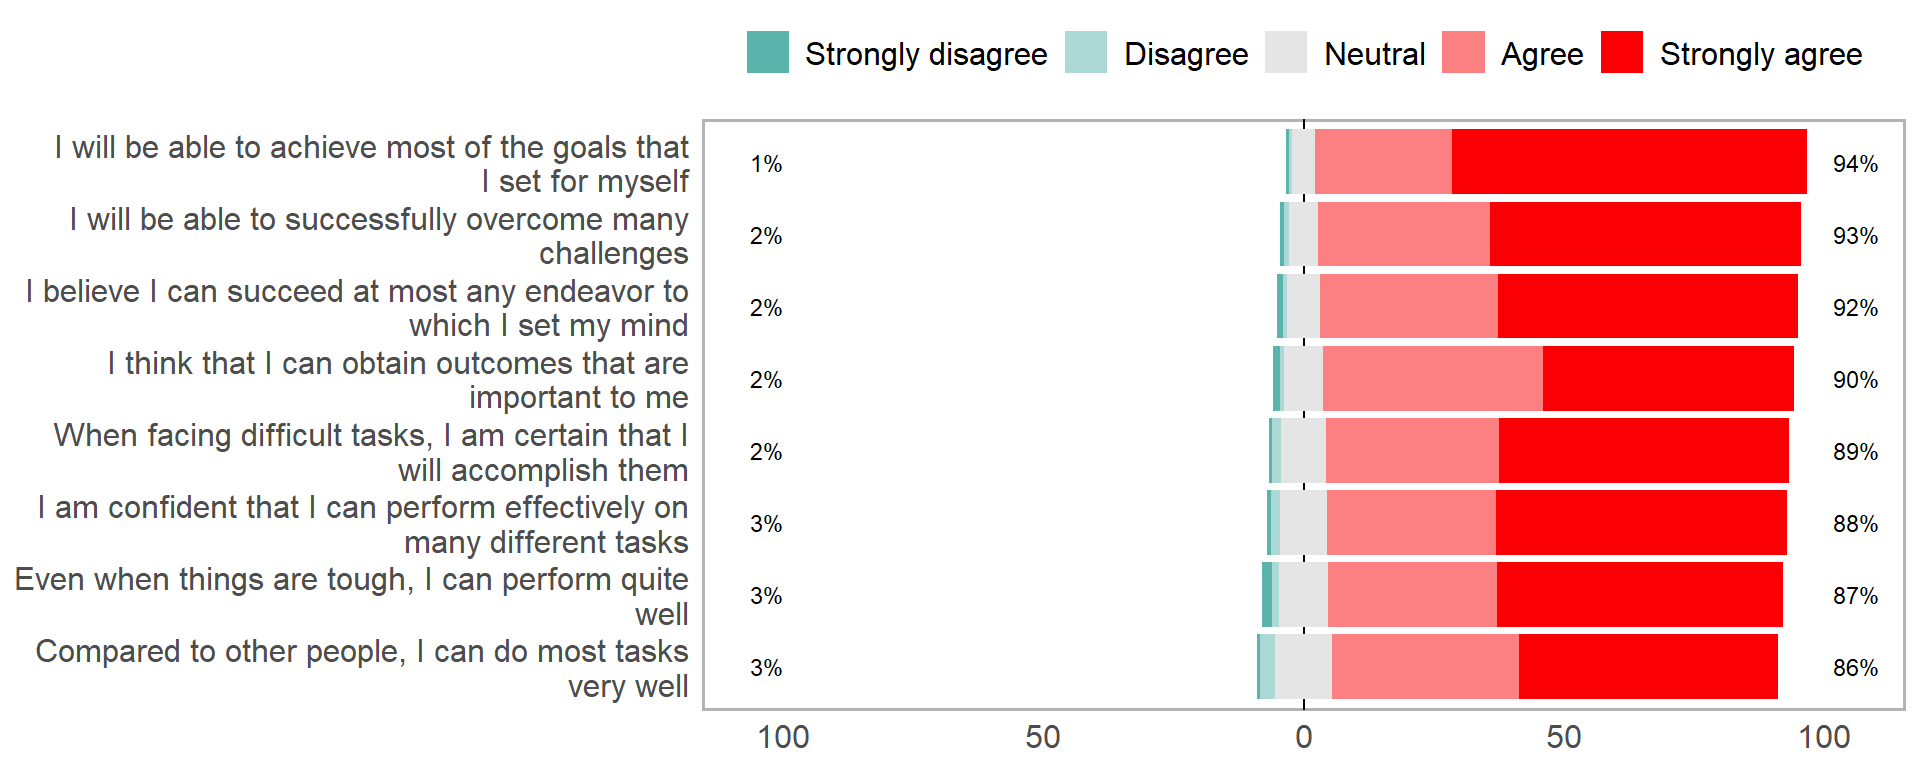 Strongly disagree Disagree Neutral Agree Strongly agree
I will be able to achieve most of the goals that
I set for myself
1% 94%
I will be able to successfully overcome many
challenges
2% 93%
I believe I can succeed at most any endeavor to
which I set my mind
2% 92%
I think that I can obtain outcomes that are
important to me
2% 90%
When facing difficult tasks, I am certain that I
will accomplish them
2% 89%
I am confident that I can perform effectively on
many different tasks
3% 88%
Even when things are tough, I can perform quite
well
3% 87%
Compared to other people, I can do most tasks
very well
3% 86%
100 50 0 50 100